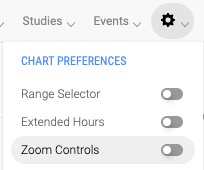 Studies Events
CHART PREFERENCES
Range Selector
Extended Hours
Zoom Controls